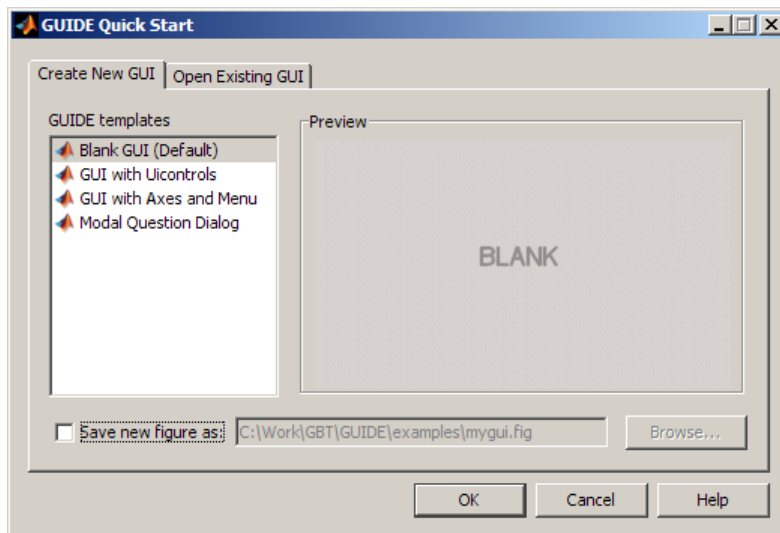 GUIDE Quick Start
Create New GUI
Open Existing GUI
GUIDE templates
Preview
Blank GUI (Default)
GUI with Uicontrols
GUI with Axes and Menu
Modal Question Dialog
BLANK
Save new figure as:
C:\Work\GBT\GUIDE\examples\mygui.fig
Browse...
OK
Cancel
Help